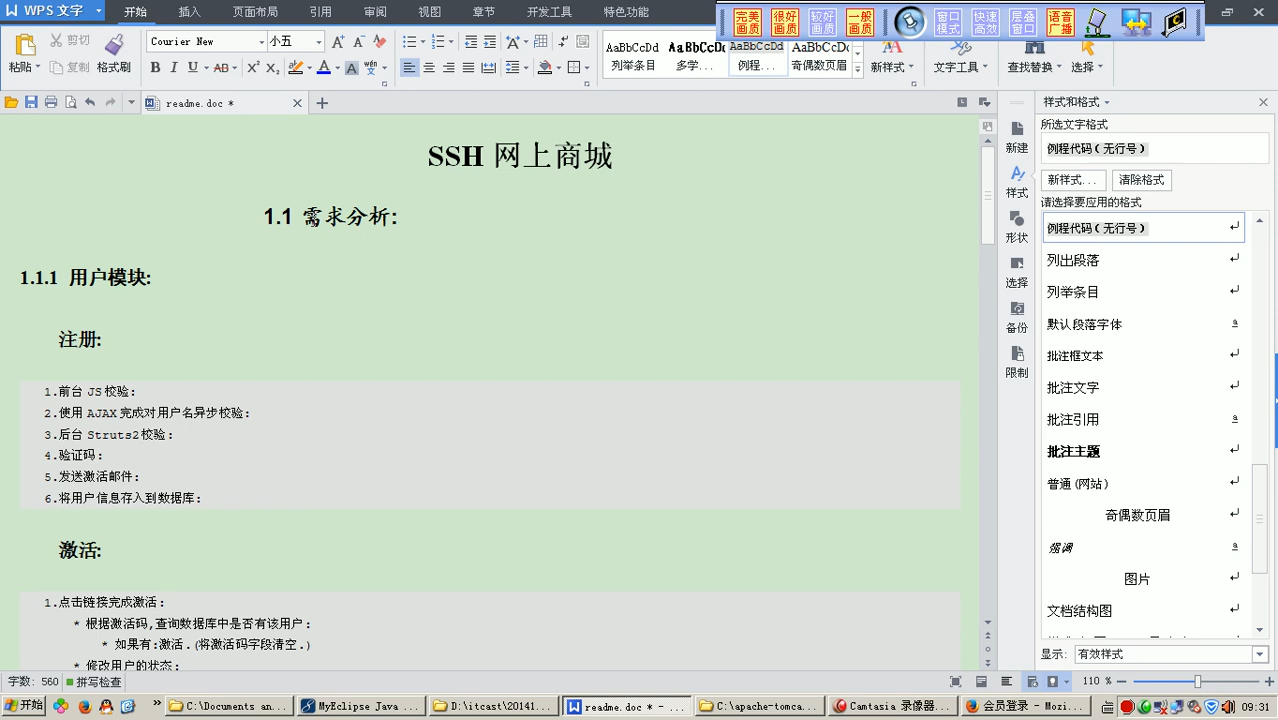 WPS 文字 开始 插入 页面布局 引用 审阅 视图 章节 开发工具 特色功能
完美画质 很好画质 较好画质 一般画质 窗口模式 快速高效 层叠窗口 语音广播
粘贴 剪切 复制 格式刷
Courier New 小五
B I U AB X² X₂ A wén
AaBbCcDd AaBbCcD AaBbCcDd AaBbCcDc
列举条目 多学... 例程... 奇偶数页眉
新样式 文字工具 查找替换 选择
readme.doc *
SSH 网上商城
1.1 需求分析:
1.1.1 用户模块:
注册:
1.前台 JS 校验:
2.使用 AJAX 完成对用户名异步校验:
3.后台 Struts2 校验:
4.验证码:
5.发送激活邮件:
6.将用户信息存入到数据库:
激活:
1.点击链接完成激活:
* 根据激活码,查询数据库中是否有该用户:
* 如果有:激活.(将激活码字段清空.)
* 修改用户的状态:
新建
样式
形状
选择
备份
限制
样式和格式
所选文字格式
例程代码(无行号)
新样式... 清除格式
请选择要应用的格式
例程代码(无行号)
列出段落
列举条目
默认段落字体 a
批注框文本
批注文字
批注引用 a
批注主题
普通(网站)
奇偶数页眉
强调 a
图片
文档结构图
显示: 有效样式
字数: 560 拼写检查 110 %
开始 C:\Documents an... MyEclipse Java ... D:\itcast\20141... readme.doc * - ... C:\apache-tomc... Camtasia 录像器... 会员登录 - Mozi... 09:31